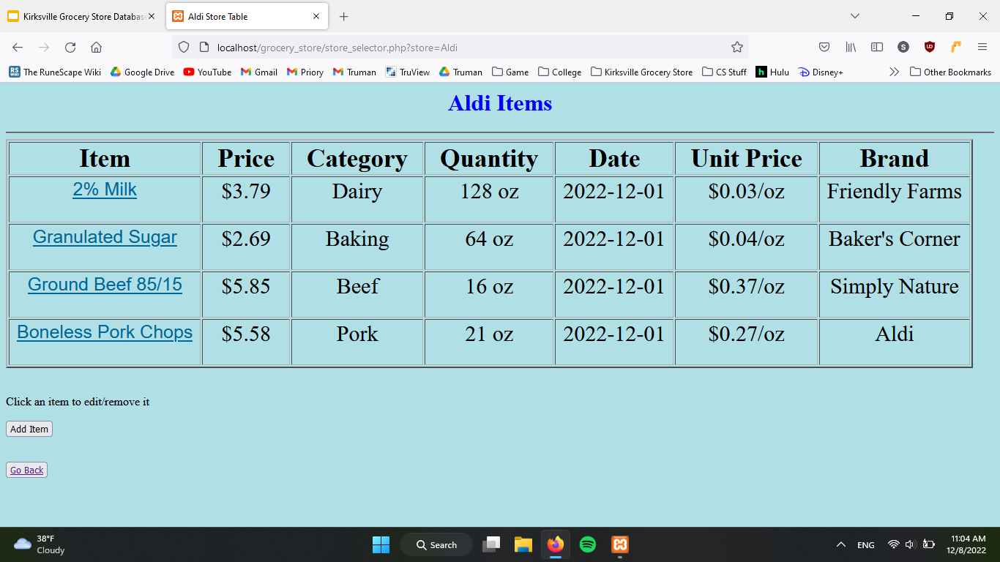 Kirksville Grocery Store Databas
Aldi Store Table
localhost/grocery_store/store_selector.php?store=Aldi
S
UD
RS WIKI The RuneScape Wiki Google Drive YouTube Gmail Priory Truman TruView Truman Game College Kirksville Grocery Store CS Stuff h Hulu Disney+ Other Bookmarks
Aldi Items
Item Price Category Quantity Date Unit Price Brand
2% Milk $3.79 Dairy 128 oz 2022-12-01 $0.03/oz Friendly Farms
Granulated Sugar $2.69 Baking 64 oz 2022-12-01 $0.04/oz Baker's Corner
Ground Beef 85/15 $5.85 Beef 16 oz 2022-12-01 $0.37/oz Simply Nature
Boneless Pork Chops $5.58 Pork 21 oz 2022-12-01 $0.27/oz Aldi
Click an item to edit/remove it
Add Item
Go Back
38°F
Cloudy
Search
ENG
11:04 AM
12/8/2022